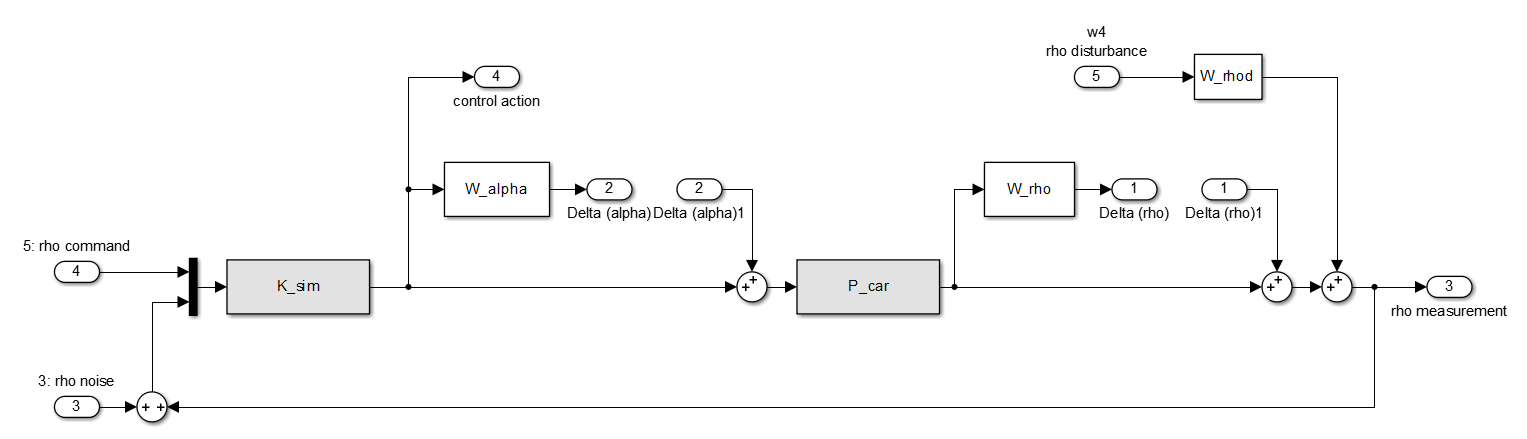 w4
rho disturbance
5
W_rhod
4
control action
W_alpha
2
Delta (alpha)
2
Delta (alpha)1
W_rho
1
Delta (rho)
1
Delta (rho)1
5: rho command
4
K_sim
+
+
P_car
+
+
+
+
3
rho measurement
3: rho noise
3
+ +